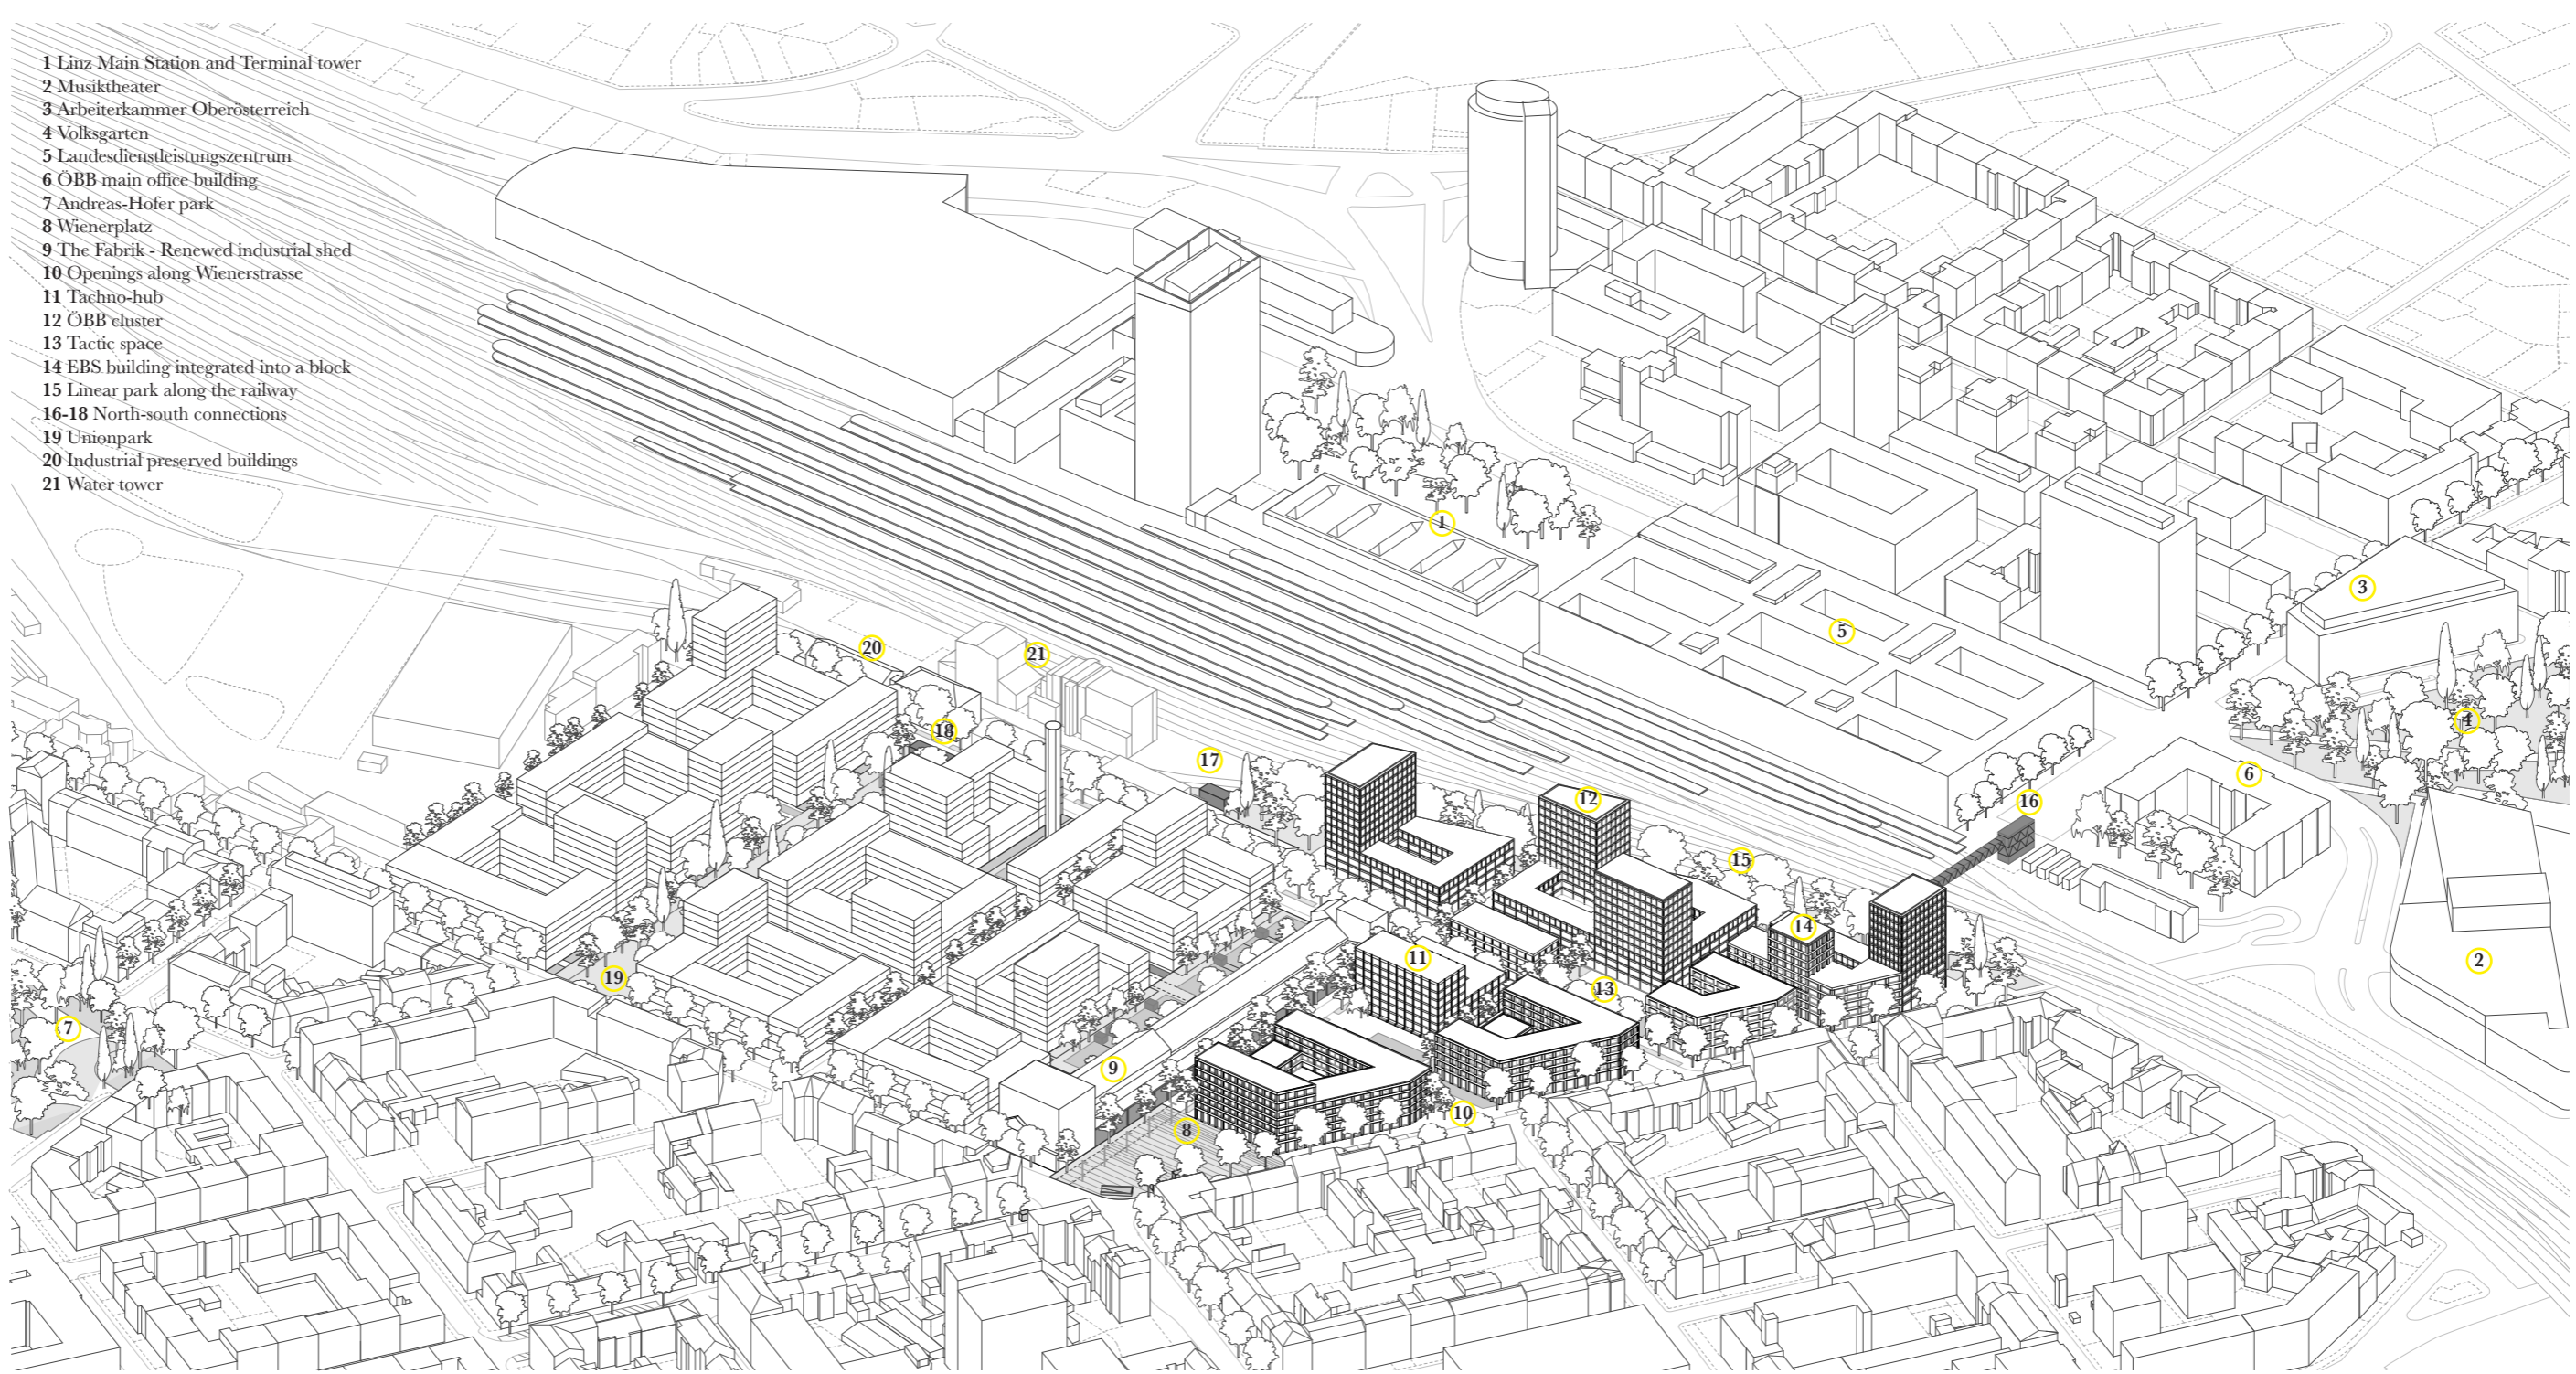 1 Linz Main Station and Terminal tower
2 Musiktheater
3 Arbeiterkammer Oberösterreich
4 Volksgarten
5 Landesdienstleistungszentrum
6 ÖBB main office building
7 Andreas-Hofer park
8 Wienerplatz
9 The Fabrik - Renewed industrial shed
10 Openings along Wienerstrasse
11 Tachno-hub
12 ÖBB cluster
13 Tactic space
14 EBS building integrated into a block
15 Linear park along the railway
16-18 North-south connections
19 Unionpark
20 Industrial preserved buildings
21 Water tower
1
3
5
20
21
4
18
17
6
12
16
15
14
11
2
19
13
7
9
10
8